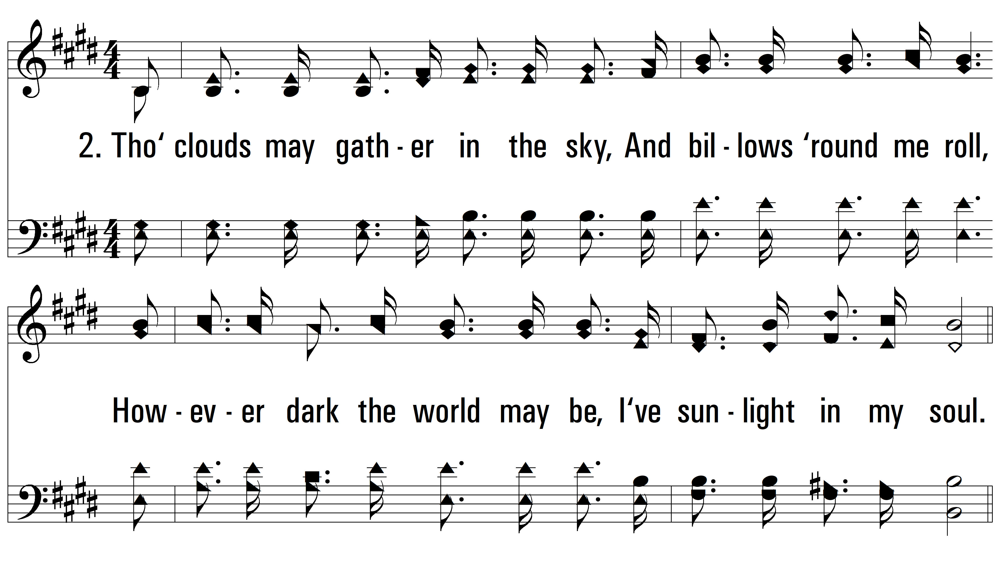 2. Tho‘ clouds may gath - er in the sky, And bil - lows ‘round me roll,
How - ev - er dark the world may be, I‘ve sun - light in my soul.